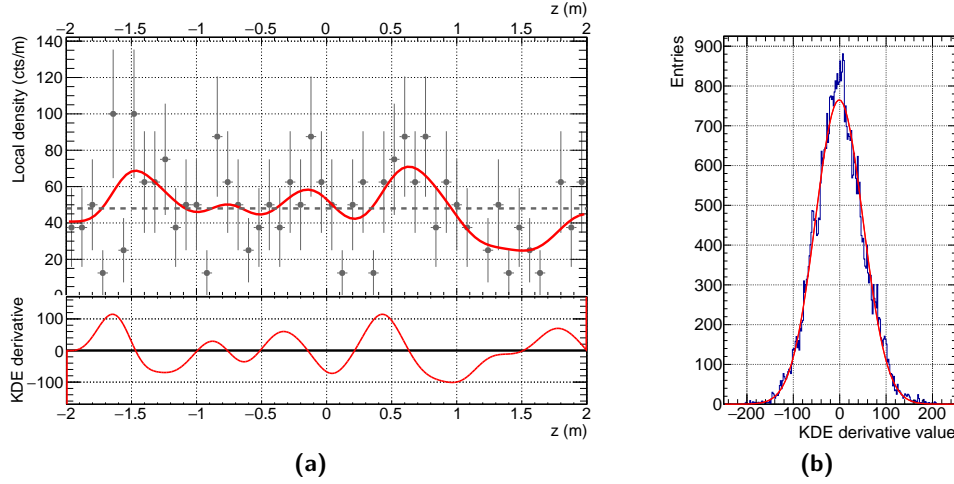 z (m)
−2 −1.5 −1 −0.5 0 0.5 1 1.5 2
Local density (cts/m)
140
120
100
80
60
40
20
0
KDE derivative
100
0
−100
−2 −1.5 −1 −0.5 0 0.5 1 1.5 2
z (m)
(a)
Entries
900
800
700
600
500
400
300
200
100
0
−200 −100 0 100 200
KDE derivative value
(b)